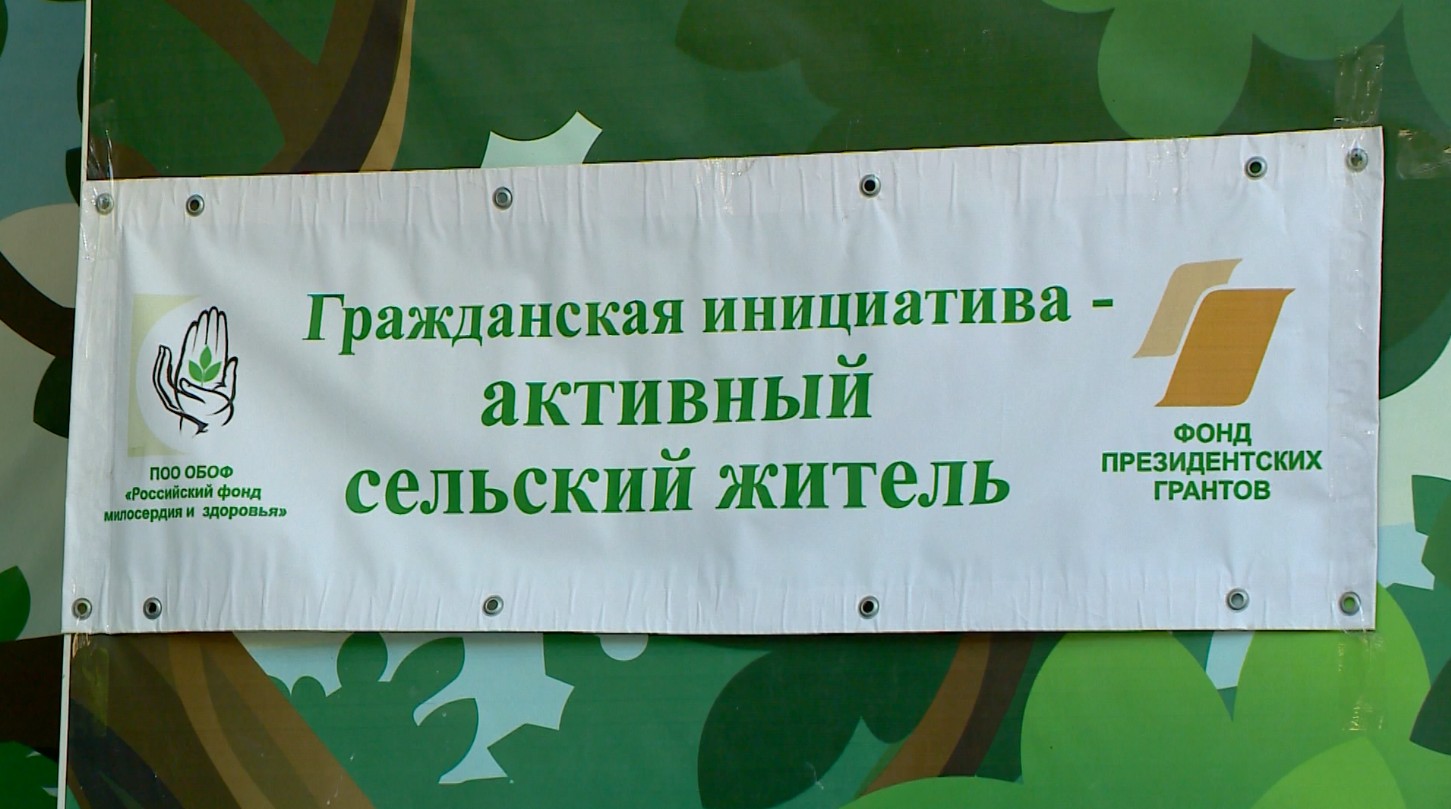 Гражданская инициатива -
активный
сельский житель
ПОО ОБОФ
«Российский фонд
милосердия и здоровья»
ФОНД
ПРЕЗИДЕНТСКИХ
ГРАНТОВ